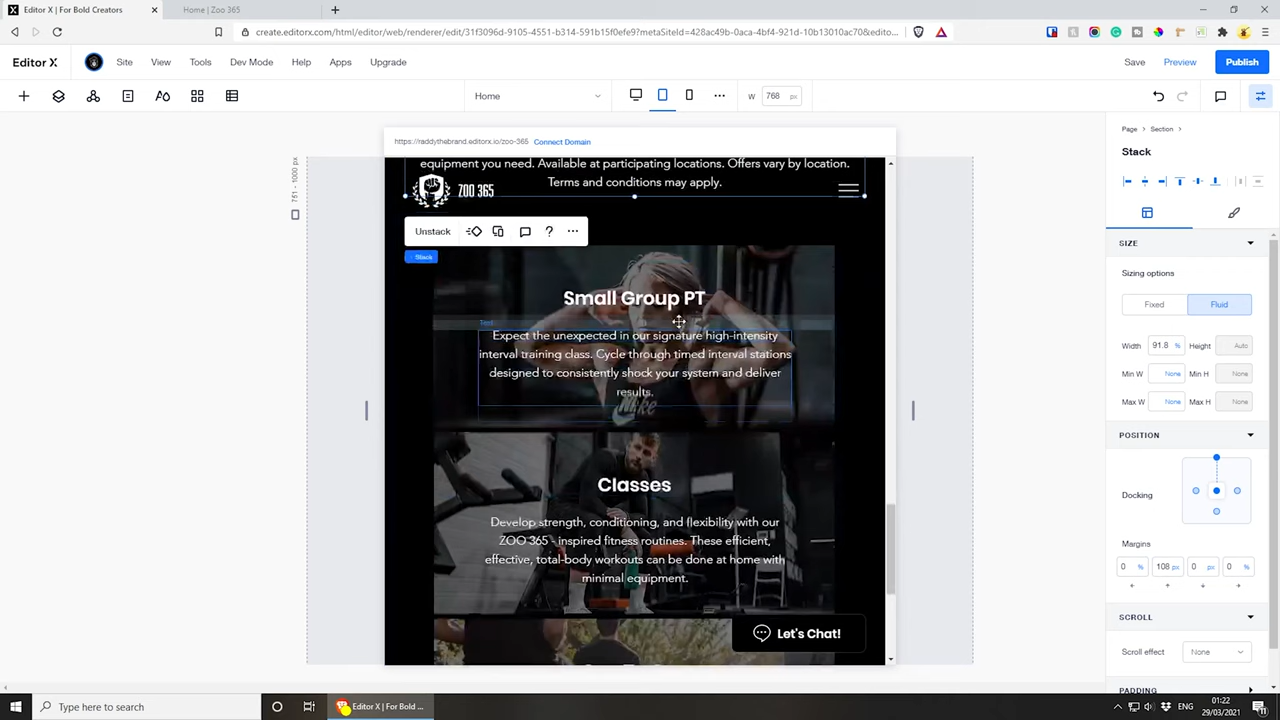 Editor X | For Bold Creators
Home | Zoo 365
create.editorx.com/html/editor/web/renderer/edit/31f3096d-9105-4551-b314-591b15f0efe9?metaSiteId=428ac49b-0aca-4bf4-921d-10b13010ac70&edito...
Editor X
Site
View
Tools
Dev Mode
Help
Apps
Upgrade
Save
Preview
Publish
Home
W
768
px
https://raddythebrand.editorx.io/zoo-365
Connect Domain
751 - 1000 px
equipment you need. Available at participating locations. Offers vary by location.
Terms and conditions may apply.
ZOO 365
Unstack
Stack
Small Group PT
Text
Expect the unexpected in our signature high-intensity
interval training class. Cycle through timed interval stations
designed to consistently shock your system and deliver
results.
Classes
Develop strength, conditioning, and flexibility with our
ZOO 365 - inspired fitness routines. These efficient,
effective, total-body workouts can be done at home with
minimal equipment.
Let's Chat!
Page
Section
Stack
SIZE
Sizing options
Fixed
Fluid
Width
91.8 %
Height
Auto
Min W
None
Min H
None
Max W
None
Max H
None
POSITION
Docking
Margins
0 %
108 px
0 px
0 %
SCROLL
Scroll effect
None
PADDING
Type here to search
Editor X | For Bold ...
ENG
01:22
29/03/2021